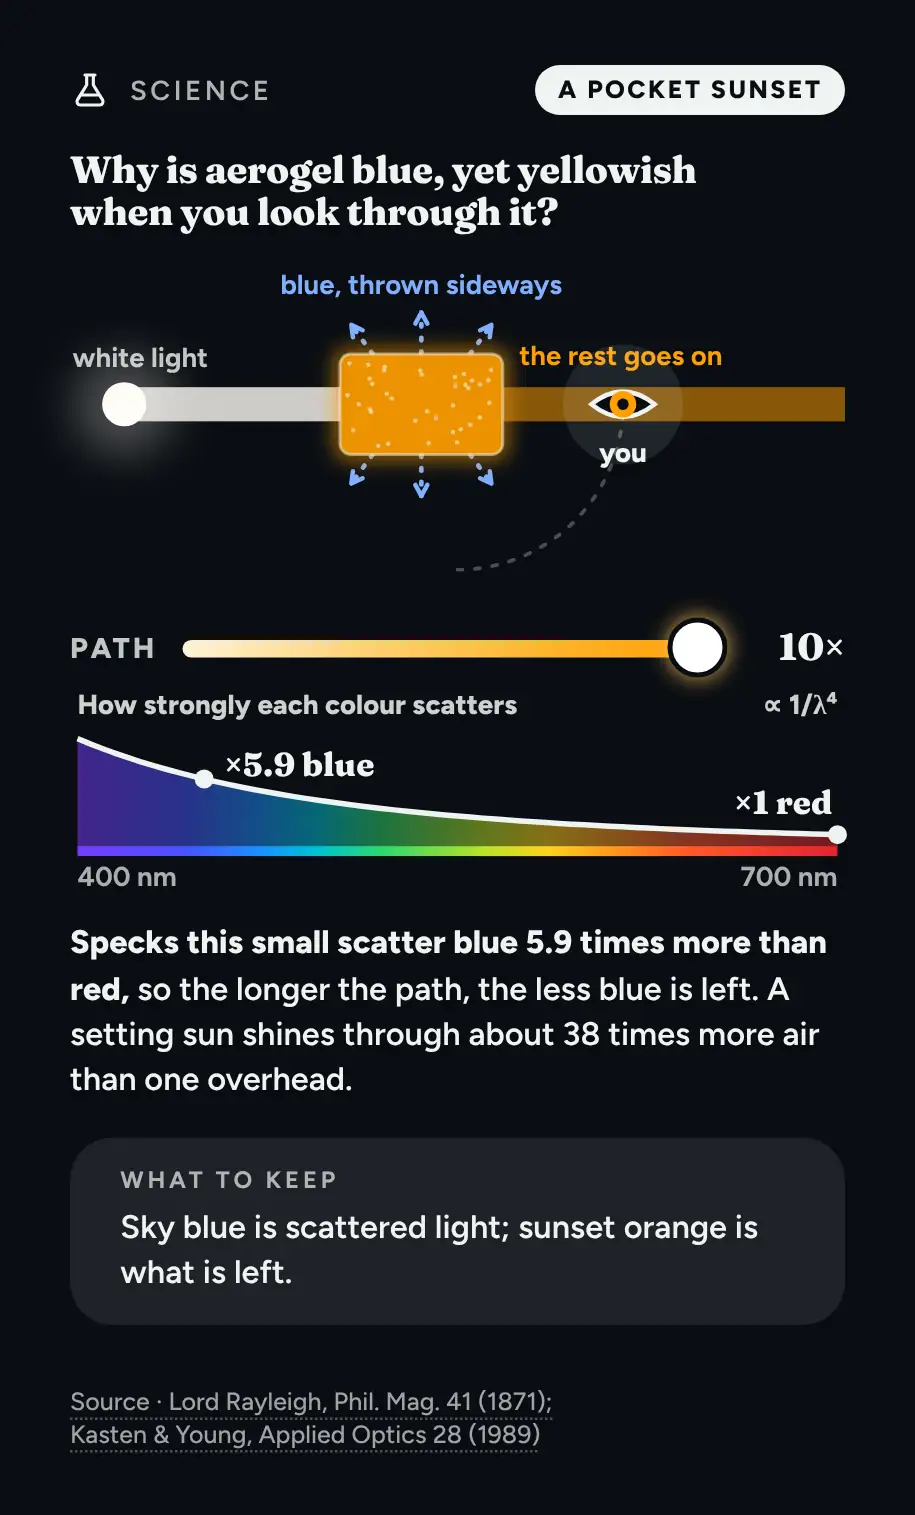 SCIENCE
A POCKET SUNSET
Why is aerogel blue, yet yellowish
when you look through it?
blue, thrown sideways
white light
the rest goes on
you
PATH
10×
How strongly each colour scatters
∝ 1/λ⁴
×5.9 blue
×1 red
400 nm
700 nm
Specks this small scatter blue 5.9 times more than
red, so the longer the path, the less blue is left. A
setting sun shines through about 38 times more air
than one overhead.
WHAT TO KEEP
Sky blue is scattered light; sunset orange is
what is left.
Source · Lord Rayleigh, Phil. Mag. 41 (1871);
Kasten & Young, Applied Optics 28 (1989)